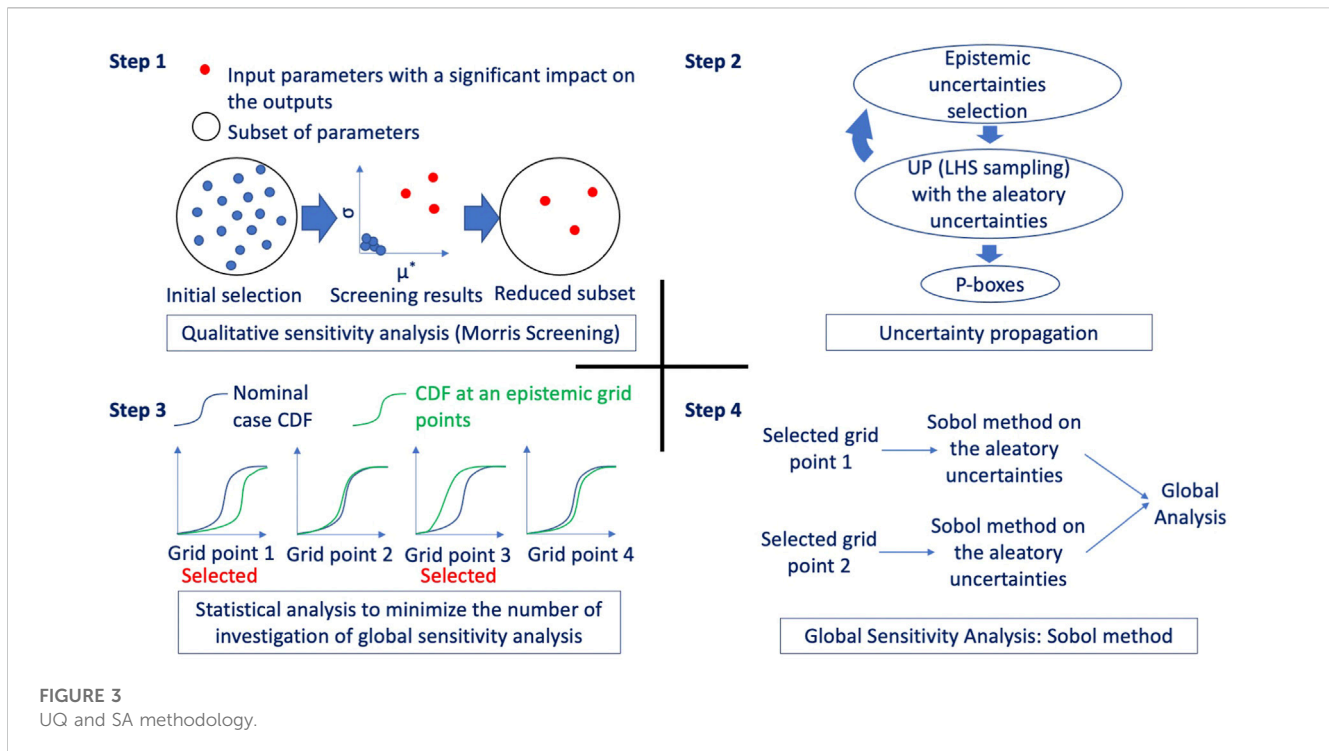 Step 1
Input parameters with a significant impact on
the outputs
Subset of parameters
σ
μ*
Initial selection
Screening results
Reduced subset
Qualitative sensitivity analysis (Morris Screening)
Step 2
Epistemic
uncertainties
selection
UP (LHS sampling)
with the aleatory
uncertainties
P-boxes
Uncertainty propagation
Step 3
Nominal
case CDF
CDF at an epistemic grid
points
Grid point 1
Selected
Grid point 2
Grid point 3
Selected
Grid point 4
Statistical analysis to minimize the number of
investigation of global sensitivity analysis
Step 4
Selected grid
point 1
Sobol method on
the aleatory
uncertainties
Selected grid
point 2
Sobol method on
the aleatory
uncertainties
Global
Analysis
Global Sensitivity Analysis: Sobol method
FIGURE 3
UQ and SA methodology.